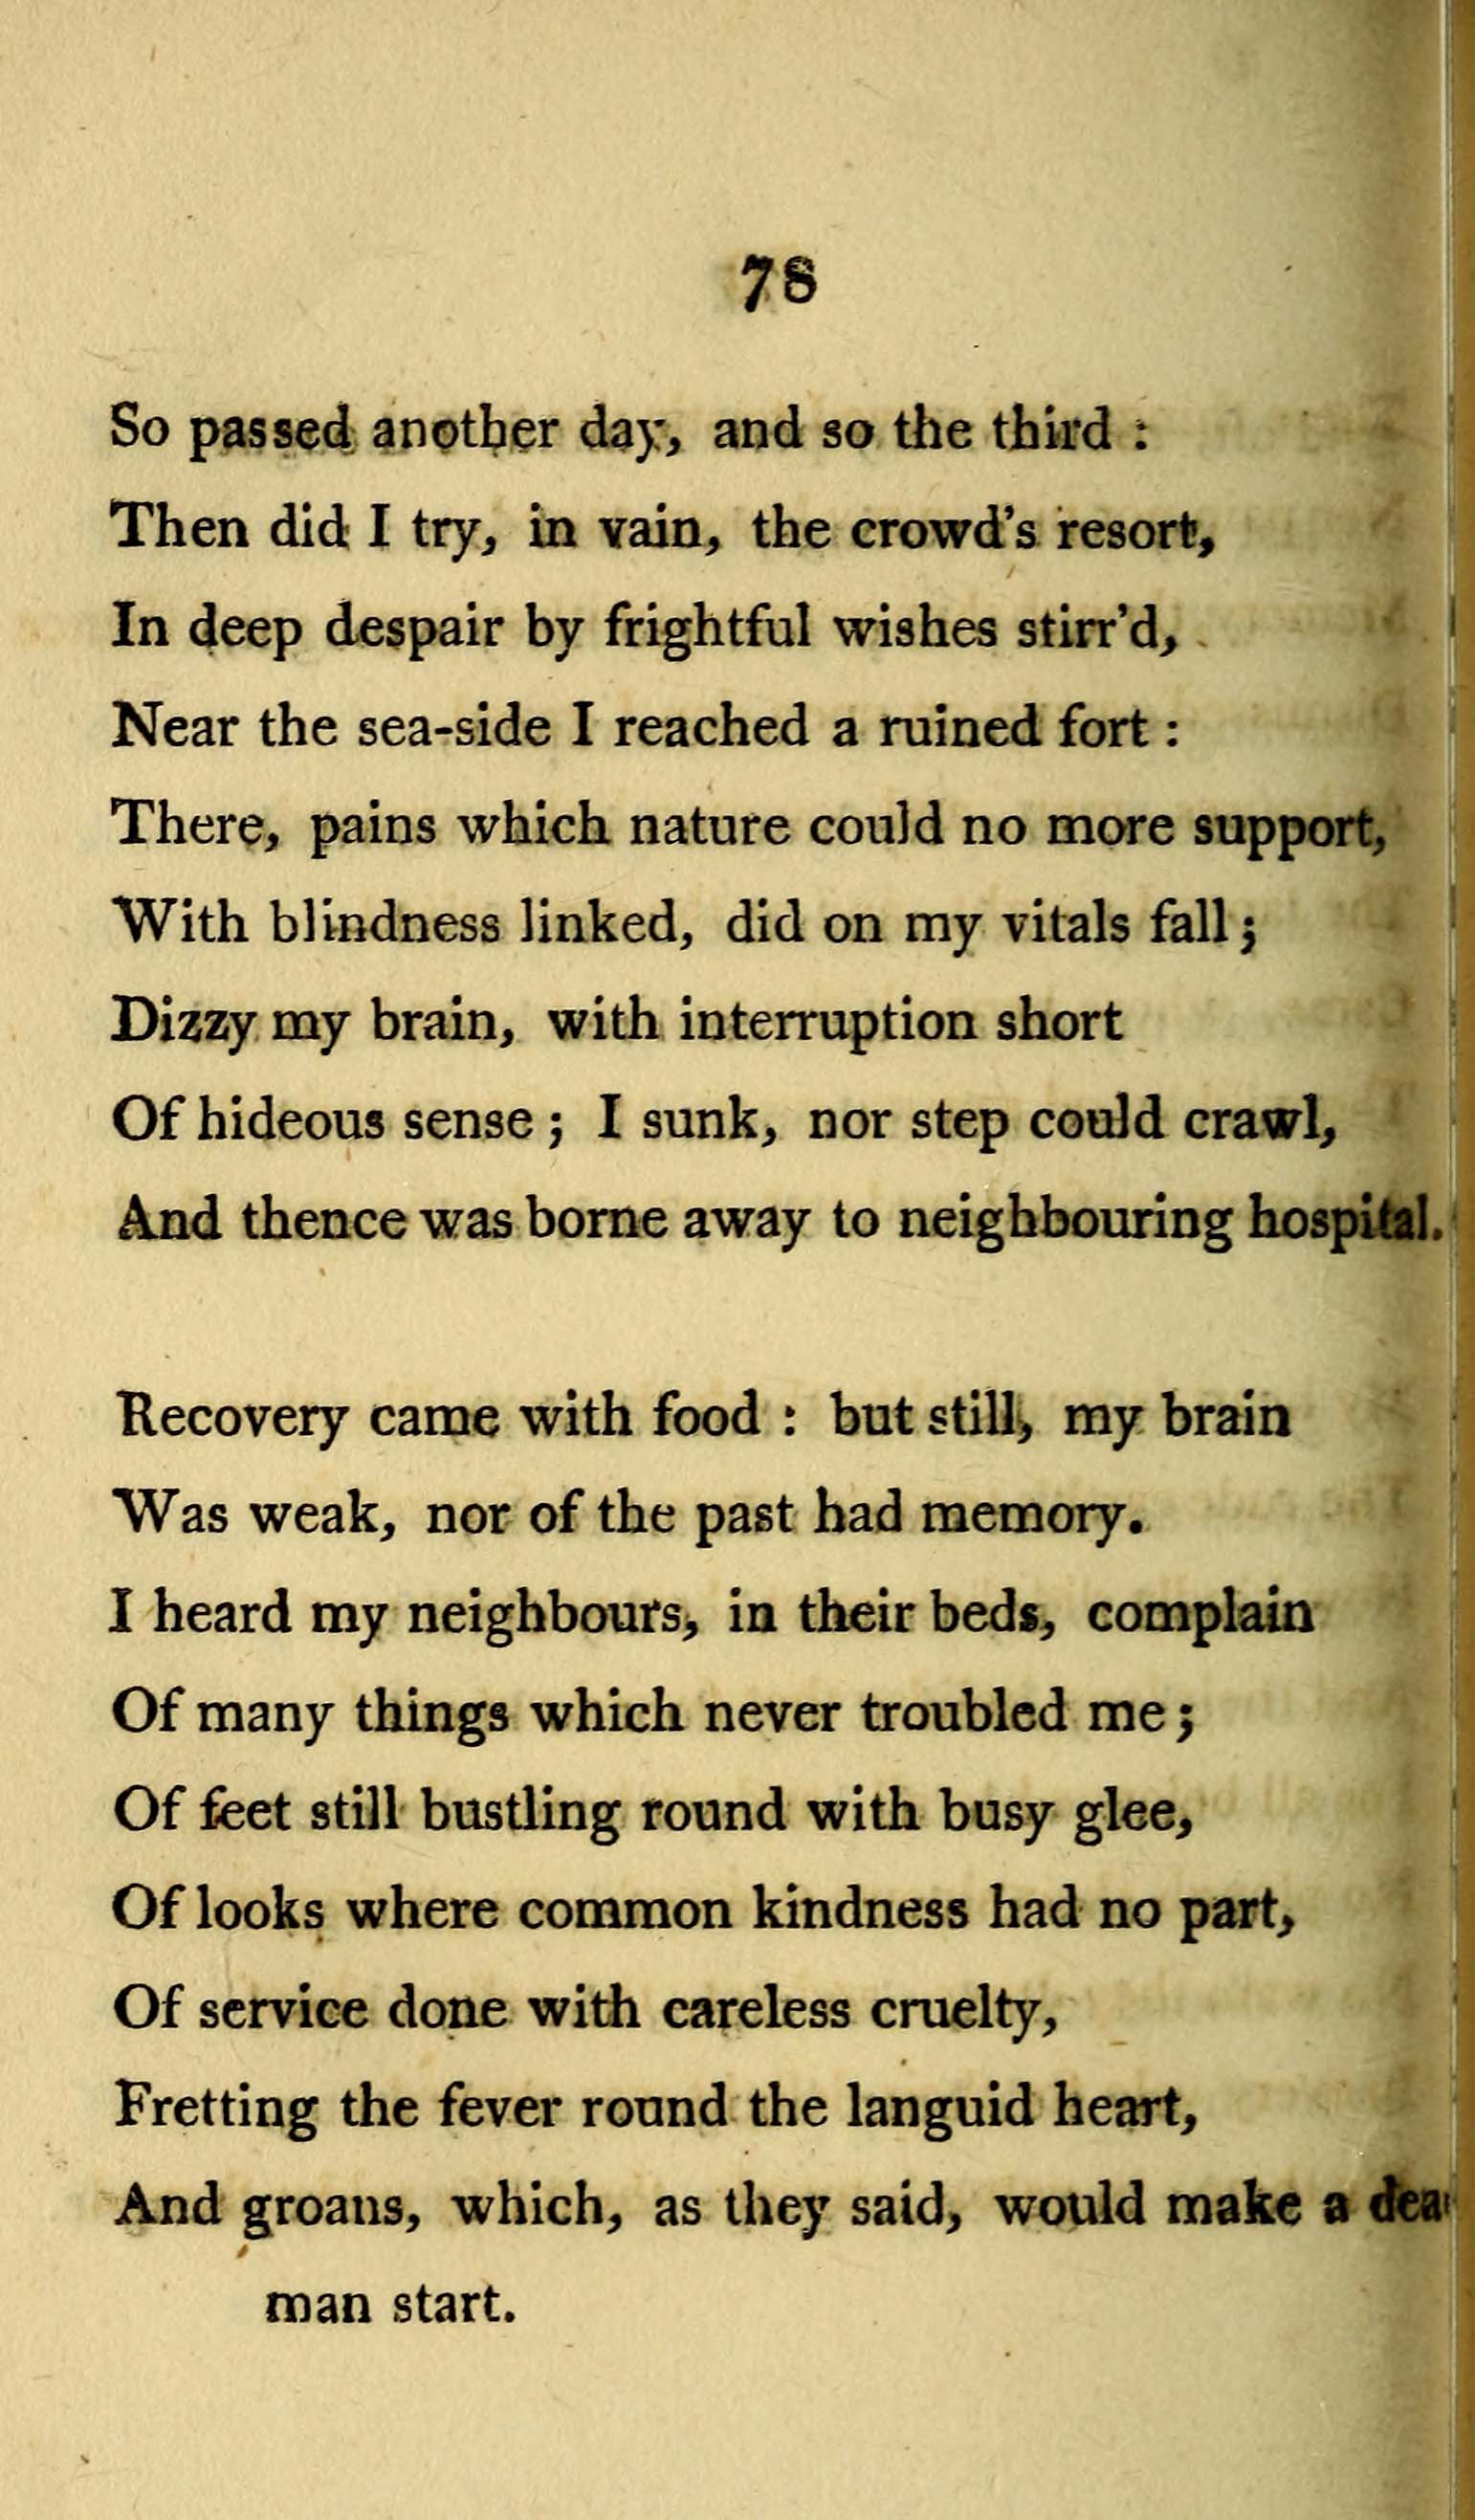 78
So passed another day, and so the third :
Then did I try, in vain, the crowd's resort,
In deep despair by frightful wishes stirr'd,
Near the sea-side I reached a ruined fort :
There, pains which nature could no more support,
With blindness linked, did on my vitals fall ;
Dizzy my brain, with interruption short
Of hideous sense ; I sunk, nor step could crawl,
And thence was borne away to neighbouring hospital.
Recovery came with food : but still, my brain
Was weak, nor of the past had memory.
I heard my neighbours, in their beds, complain
Of many things which never troubled me ;
Of feet still bustling round with busy glee,
Of looks where common kindness had no part,
Of service done with careless cruelty,
Fretting the fever round the languid heart,
And groans, which, as they said, would make a dead
man start.